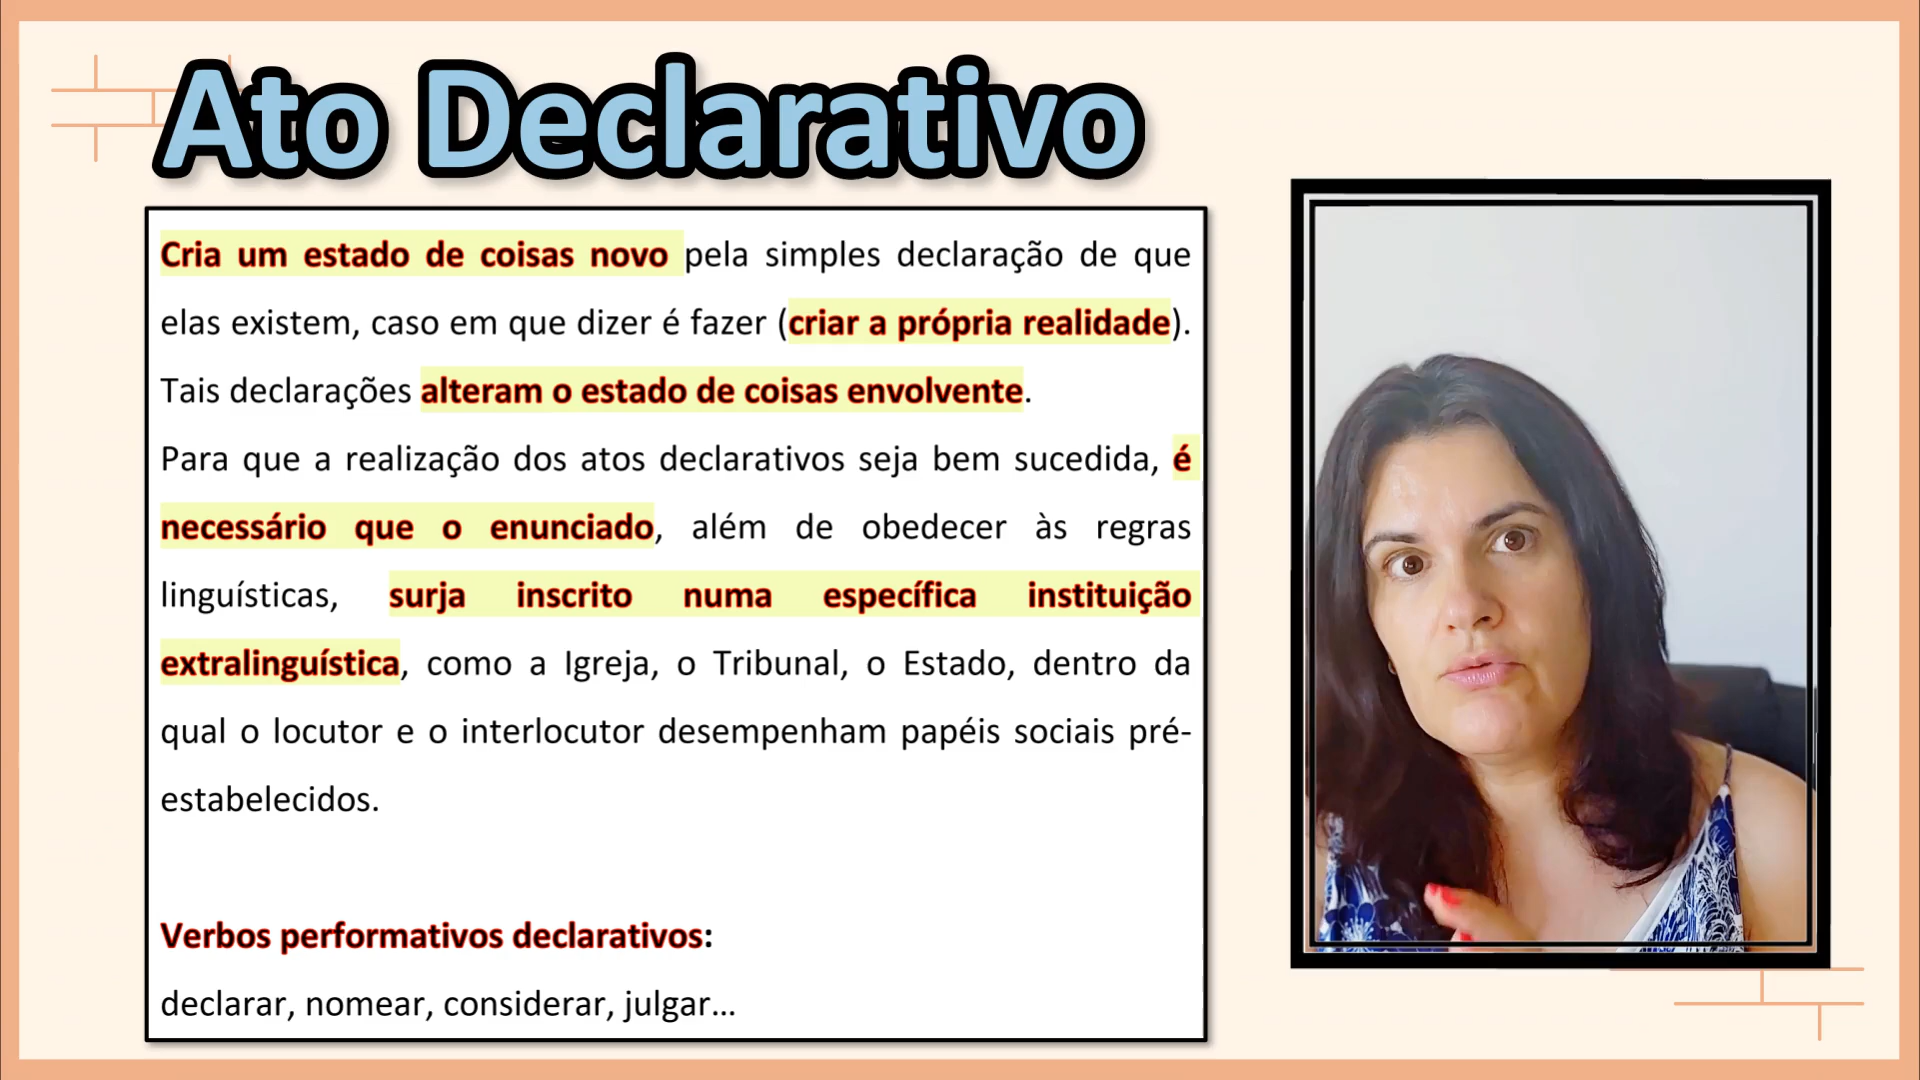 Ato Declarativo
Cria um estado de coisas novo pela simples declaração de que
elas existem, caso em que dizer é fazer (criar a própria realidade).
Tais declarações alteram o estado de coisas envolvente.
Para que a realização dos atos declarativos seja bem sucedida, é
necessário que o enunciado, além de obedecer às regras
linguísticas, surja inscrito numa específica instituição
extralinguística, como a Igreja, o Tribunal, o Estado, dentro da
qual o locutor e o interlocutor desempenham papéis sociais pré-
estabelecidos.
Verbos performativos declarativos:
declarar, nomear, considerar, julgar...